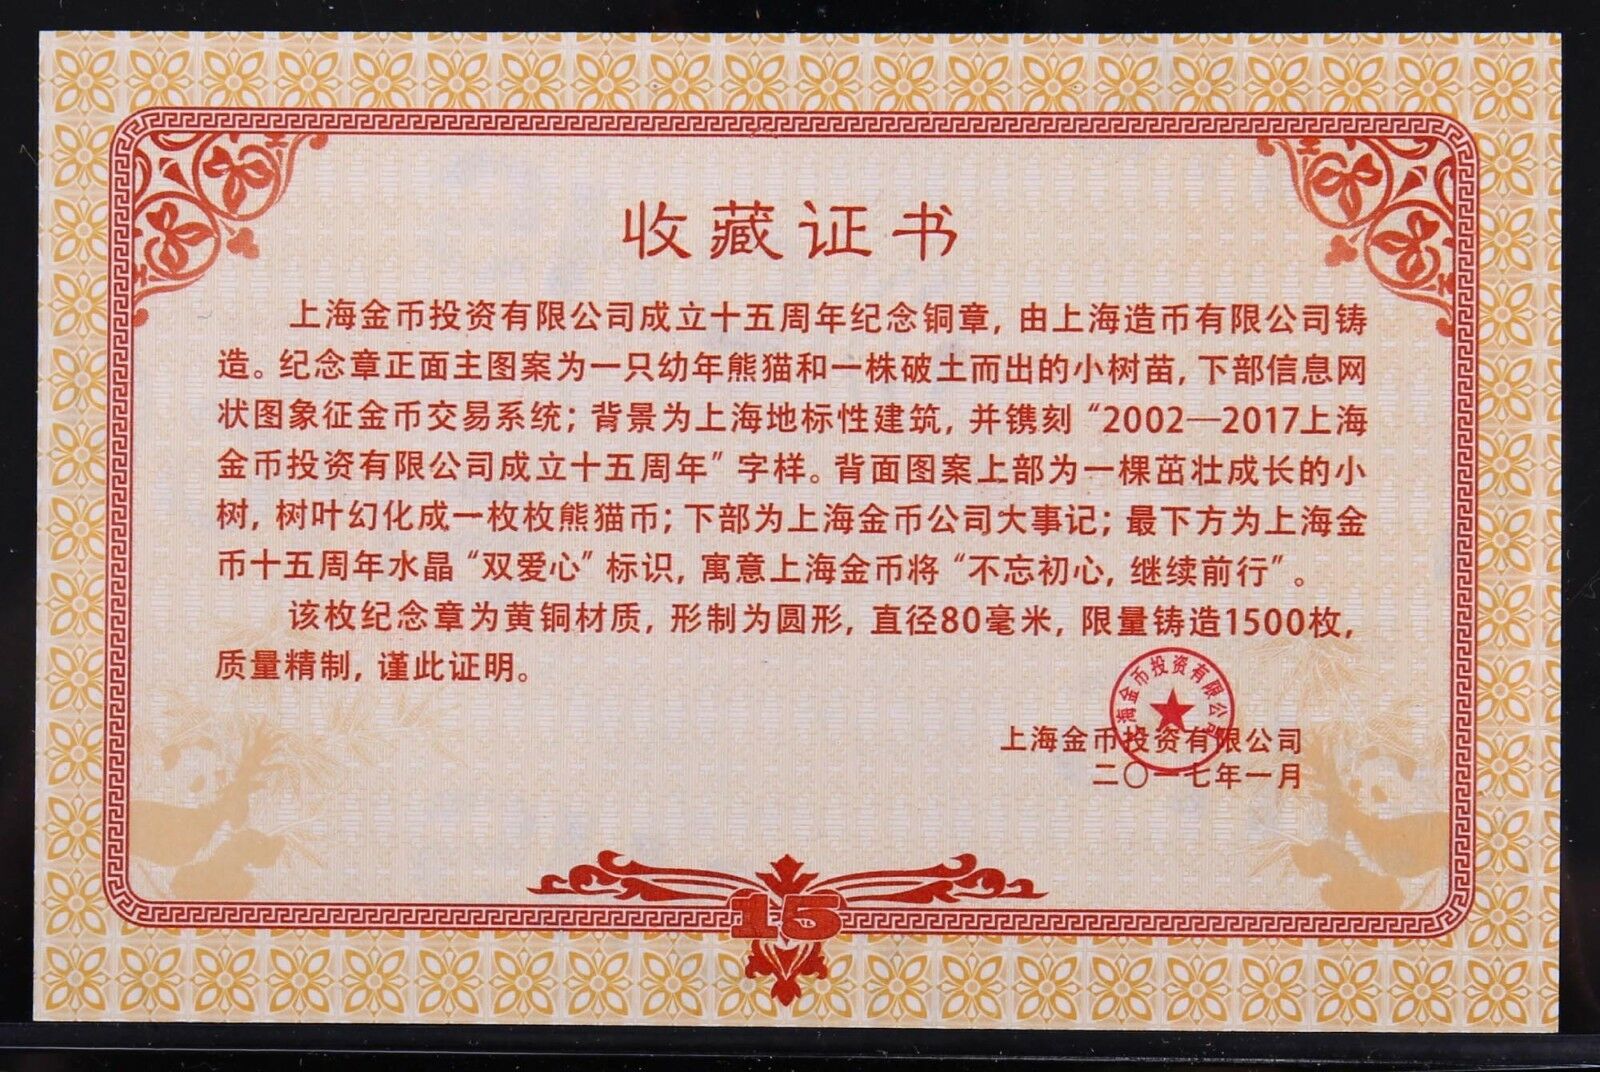 收藏证书
上海金币投资有限公司成立十五周年纪念铜章，由上海造币有限公司铸
造。纪念章正面主图案为一只幼年熊猫和一株破土而出的小树苗，下部信息网
状图象征金币交易系统；背景为上海地标性建筑，并镌刻“2002—2017上海
金币投资有限公司成立十五周年”字样。背面图案上部为一棵茁壮成长的小
树，树叶幻化成一枚枚熊猫币；下部为上海金币公司大事记；最下方为上海金
币十五周年水晶“双爱心”标识，寓意上海金币将“不忘初心，继续前行”。
该枚纪念章为黄铜材质，形制为圆形，直径80毫米，限量铸造1500枚，
质量精制，谨此证明。
海金币投资有限公司
上海金币投资有限公司
二〇一七年一月
15